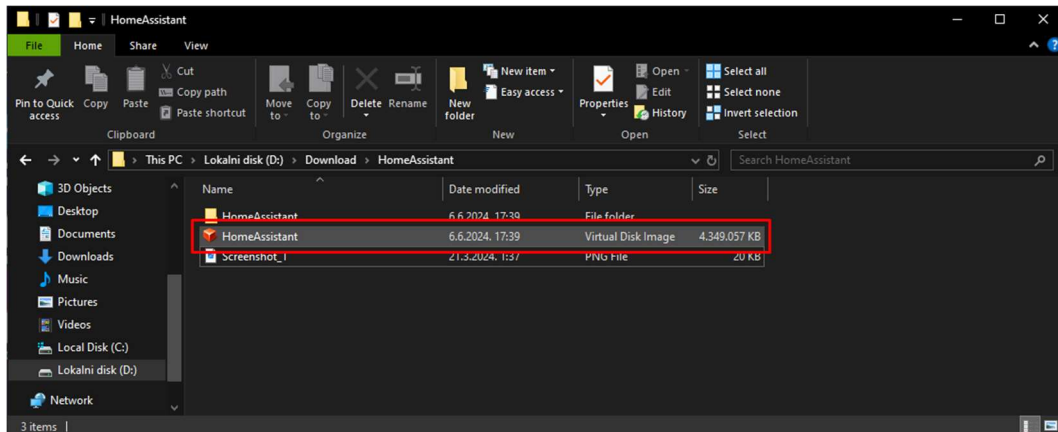 HomeAssistant
File Home Share View
Pin to Quick access
Copy
Paste
Cut
Copy path
Paste shortcut
Clipboard
Move to
Copy to
Delete
Rename
Organize
New folder
New item
Easy access
New
Properties
Open
Edit
History
Open
Select all
Select none
Invert selection
Select
This PC > Lokalni disk (D:) > Download > HomeAssistant
Search HomeAssistant
3D Objects
Desktop
Documents
Downloads
Music
Pictures
Videos
Local Disk (C:)
Lokalni disk (D:)
Network
Name Date modified Type Size
HomeAssistant 6.6.2024. 17:39 File folder
HomeAssistant 6.6.2024. 17:39 Virtual Disk Image 4.349.057 KB
Screenshot_1 21.3.2024. 1:37 PNG File 20 KB
3 items